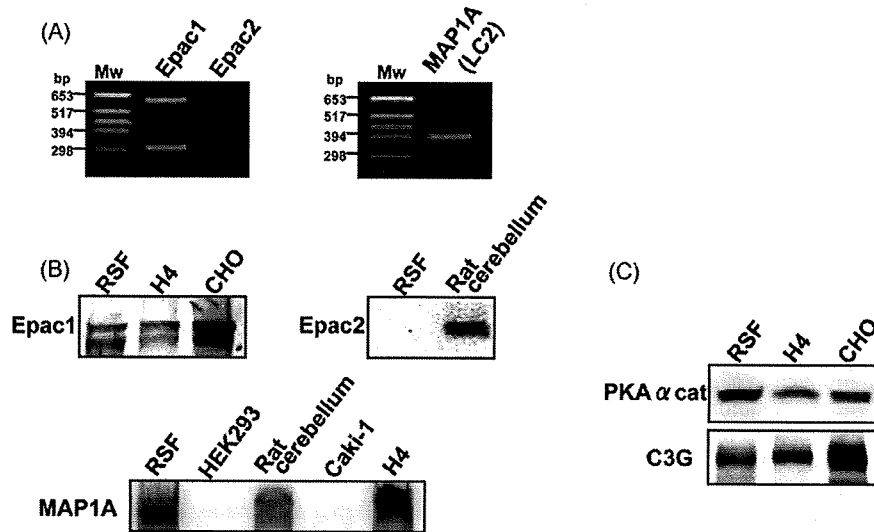 (A)
bp
Mw
Epac1
Epac2
653
517
394
298
bp
Mw
MAP1A
(LC2)
653
517
394
298
(B)
RSF
H4
CHO
Epac1
RSF
Rat
cerebellum
Epac2
RSF
HEK293
Rat
cerebellum
Caki-1
H4
MAP1A
(C)
RSF
H4
CHO
PKA α cat
C3G